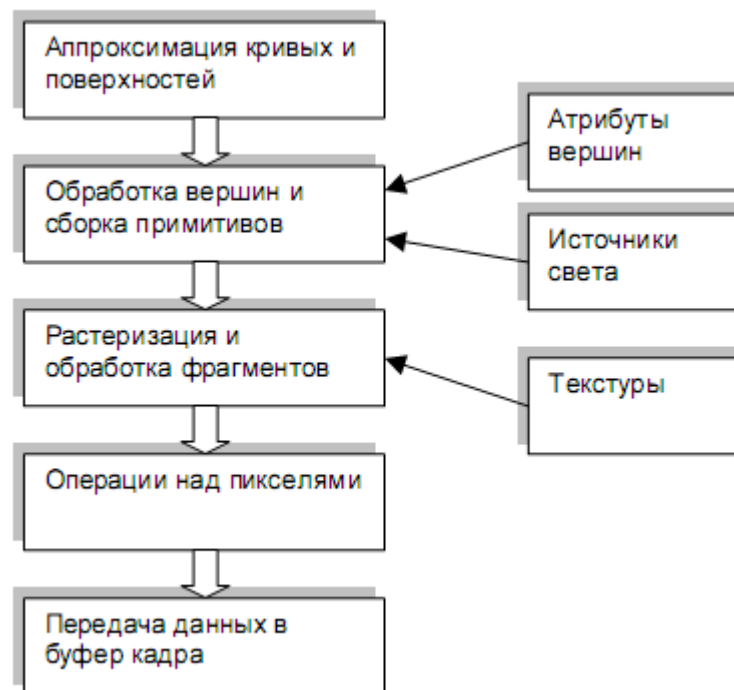 Аппроксимация кривых и
поверхностей
Атрибуты
вершин
Обработка вершин и
сборка примитивов
Источники
света
Растеризация и
обработка фрагментов
Текстуры
Операции над пикселями
Передача данных в
буфер кадра